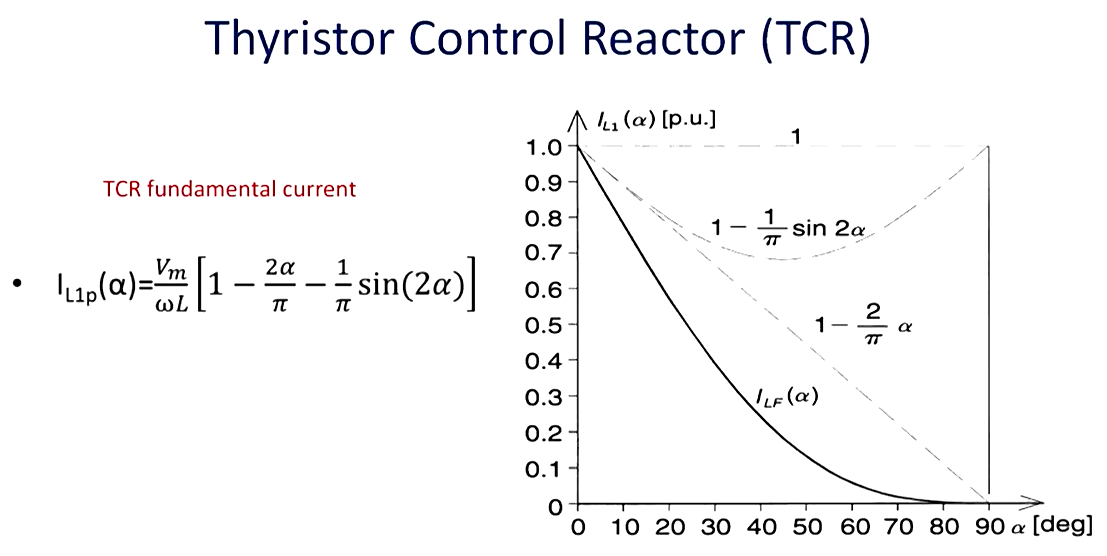 Thyristor Control Reactor (TCR)
TCR fundamental current
• I_L1p(α)=V_m/ωL [1 − 2α/π − 1/π sin(2α)]
I_L1 (α) [p.u.]
1
1.0
0.9
0.8
0.7
0.6
0.5
0.4
0.3
0.2
0.1
0
1 − 1/π sin 2α
1 − 2/π α
I_LF (α)
0 10 20 30 40 50 60 70 80 90 α [deg]